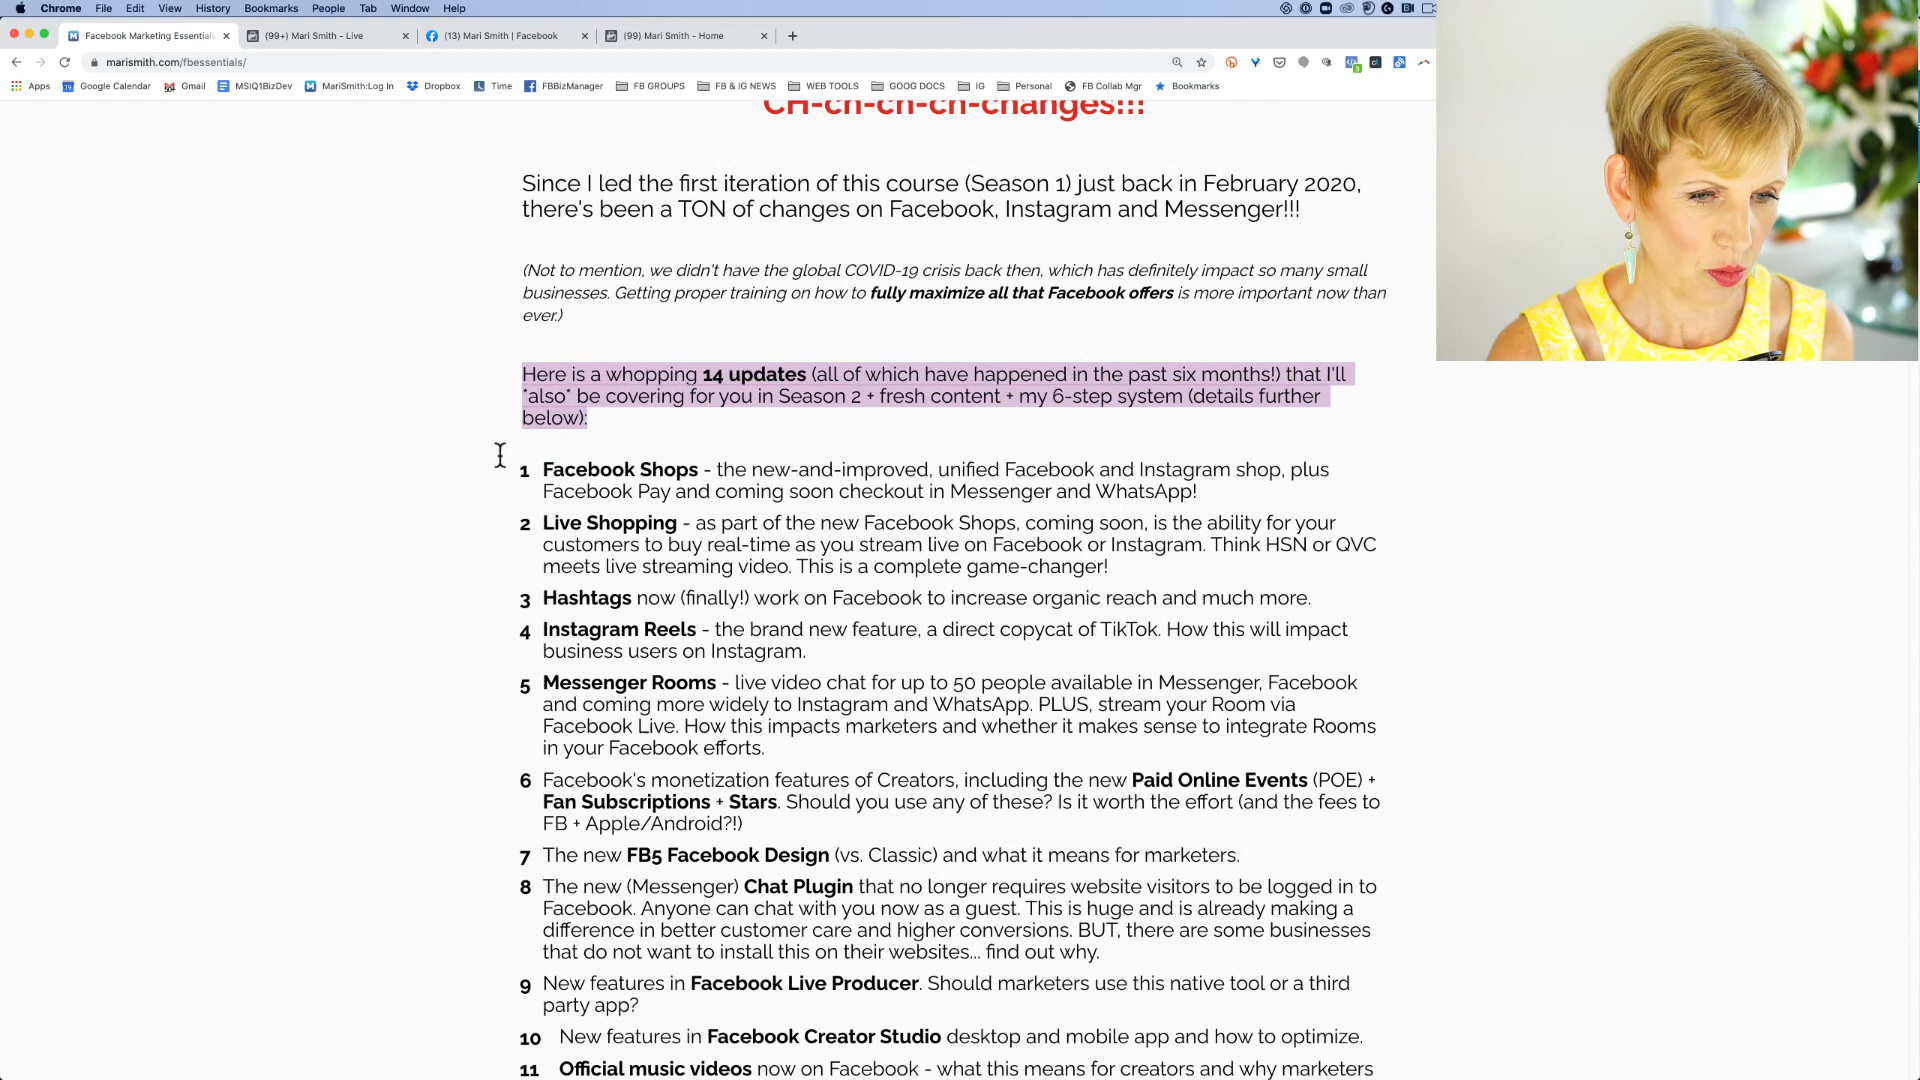 Chrome File Edit View History Bookmarks People Tab Window Help
Facebook Marketing Essentials
(99+) Mari Smith - Live
(13) Mari Smith | Facebook
(99) Mari Smith - Home
marismith.com/fbessentials/
Apps Google Calendar Gmail MSIQ1BizDev MariSmith:Log In Dropbox Time FBBizManager FB GROUPS FB & IG NEWS WEB TOOLS GOOG DOCS IG Personal FB Collab Mgr Bookmarks
CH-ch-ch-ch-changes!!!
Since I led the first iteration of this course (Season 1) just back in February 2020,
there's been a TON of changes on Facebook, Instagram and Messenger!!!
(Not to mention, we didn't have the global COVID-19 crisis back then, which has definitely impact so many small
businesses. Getting proper training on how to fully maximize all that Facebook offers is more important now than
ever.)
Here is a whopping 14 updates (all of which have happened in the past six months!) that I'll
*also* be covering for you in Season 2 + fresh content + my 6-step system (details further
below):
1 Facebook Shops - the new-and-improved, unified Facebook and Instagram shop, plus
Facebook Pay and coming soon checkout in Messenger and WhatsApp!
2 Live Shopping - as part of the new Facebook Shops, coming soon, is the ability for your
customers to buy real-time as you stream live on Facebook or Instagram. Think HSN or QVC
meets live streaming video. This is a complete game-changer!
3 Hashtags now (finally!) work on Facebook to increase organic reach and much more.
4 Instagram Reels - the brand new feature, a direct copycat of TikTok. How this will impact
business users on Instagram.
5 Messenger Rooms - live video chat for up to 50 people available in Messenger, Facebook
and coming more widely to Instagram and WhatsApp. PLUS, stream your Room via
Facebook Live. How this impacts marketers and whether it makes sense to integrate Rooms
in your Facebook efforts.
6 Facebook's monetization features of Creators, including the new Paid Online Events (POE) +
Fan Subscriptions + Stars. Should you use any of these? Is it worth the effort (and the fees to
FB + Apple/Android?!)
7 The new FB5 Facebook Design (vs. Classic) and what it means for marketers.
8 The new (Messenger) Chat Plugin that no longer requires website visitors to be logged in to
Facebook. Anyone can chat with you now as a guest. This is huge and is already making a
difference in better customer care and higher conversions. BUT, there are some businesses
that do not want to install this on their websites... find out why.
9 New features in Facebook Live Producer. Should marketers use this native tool or a third
party app?
10 New features in Facebook Creator Studio desktop and mobile app and how to optimize.
11 Official music videos now on Facebook - what this means for creators and why marketers